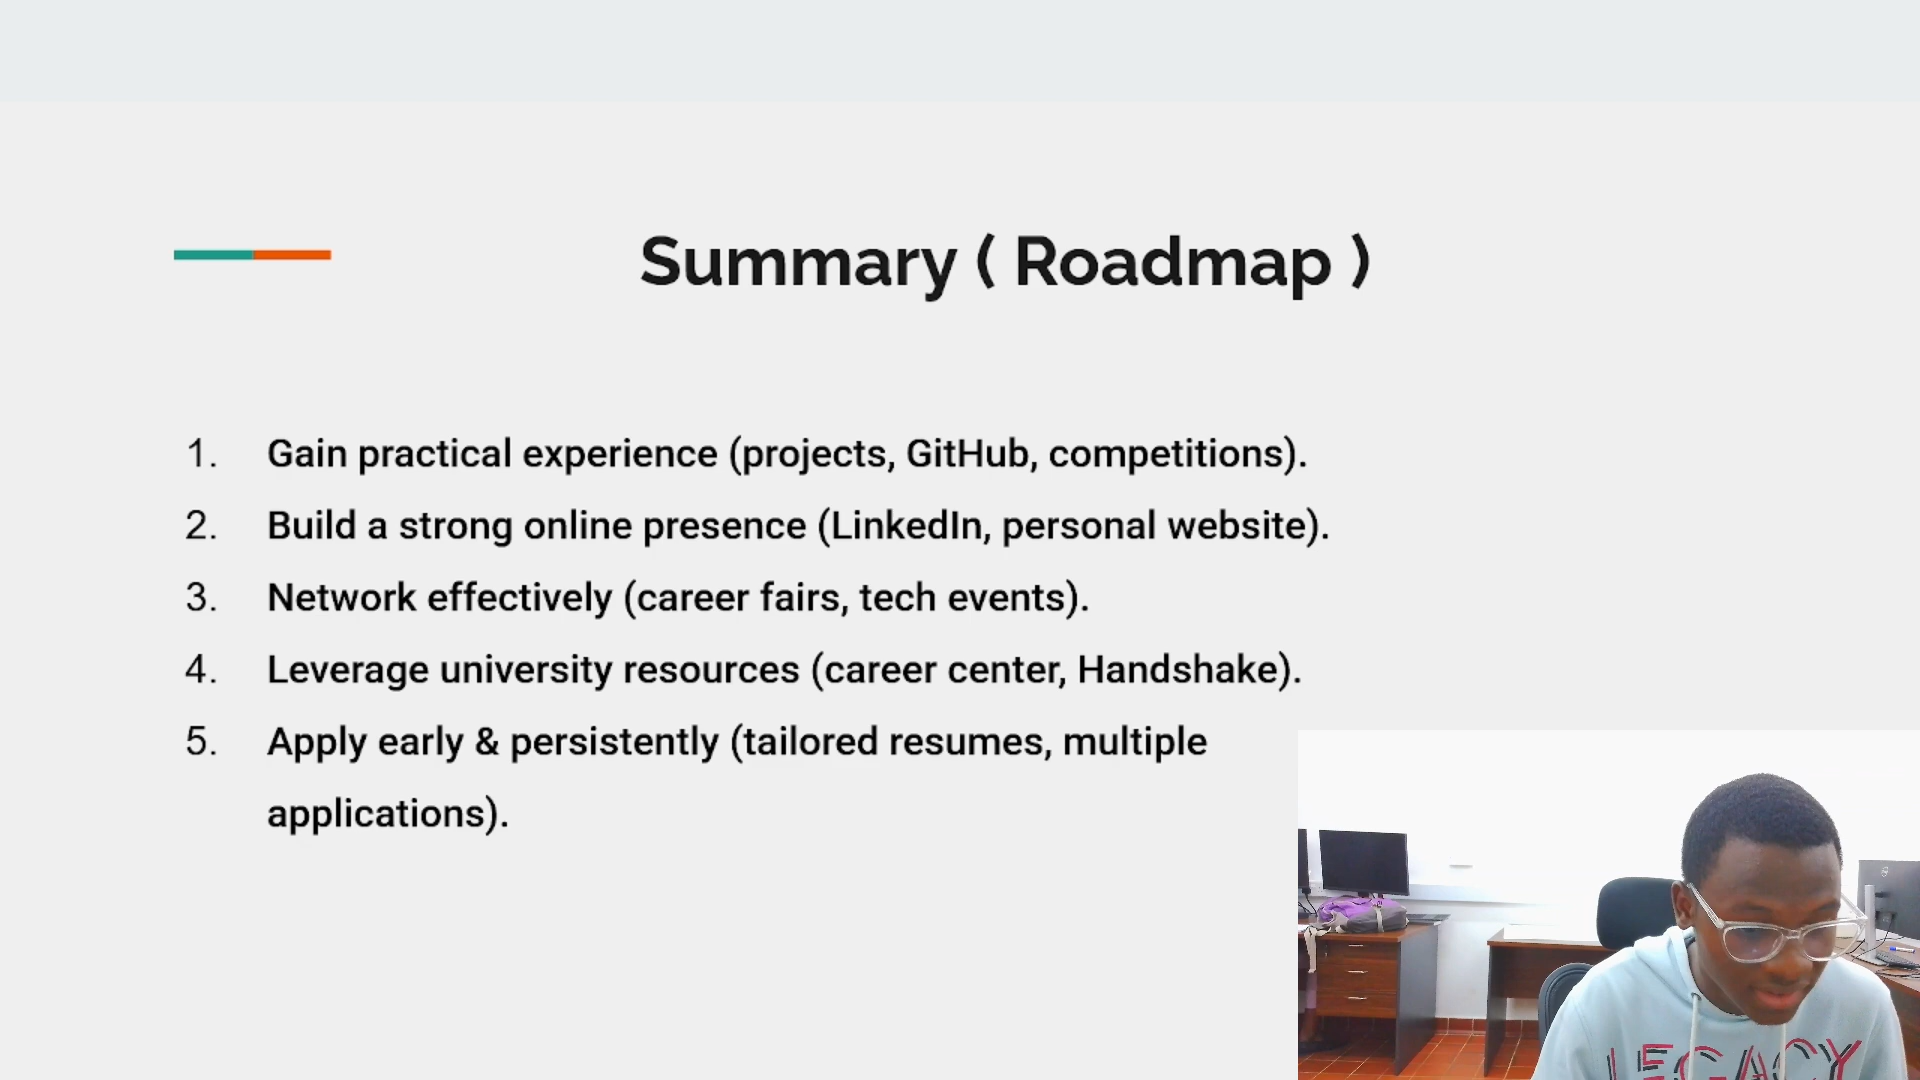 Summary ( Roadmap )
1. Gain practical experience (projects, GitHub, competitions).
2. Build a strong online presence (LinkedIn, personal website).
3. Network effectively (career fairs, tech events).
4. Leverage university resources (career center, Handshake).
5. Apply early & persistently (tailored resumes, multiple
applications).
LEGACY